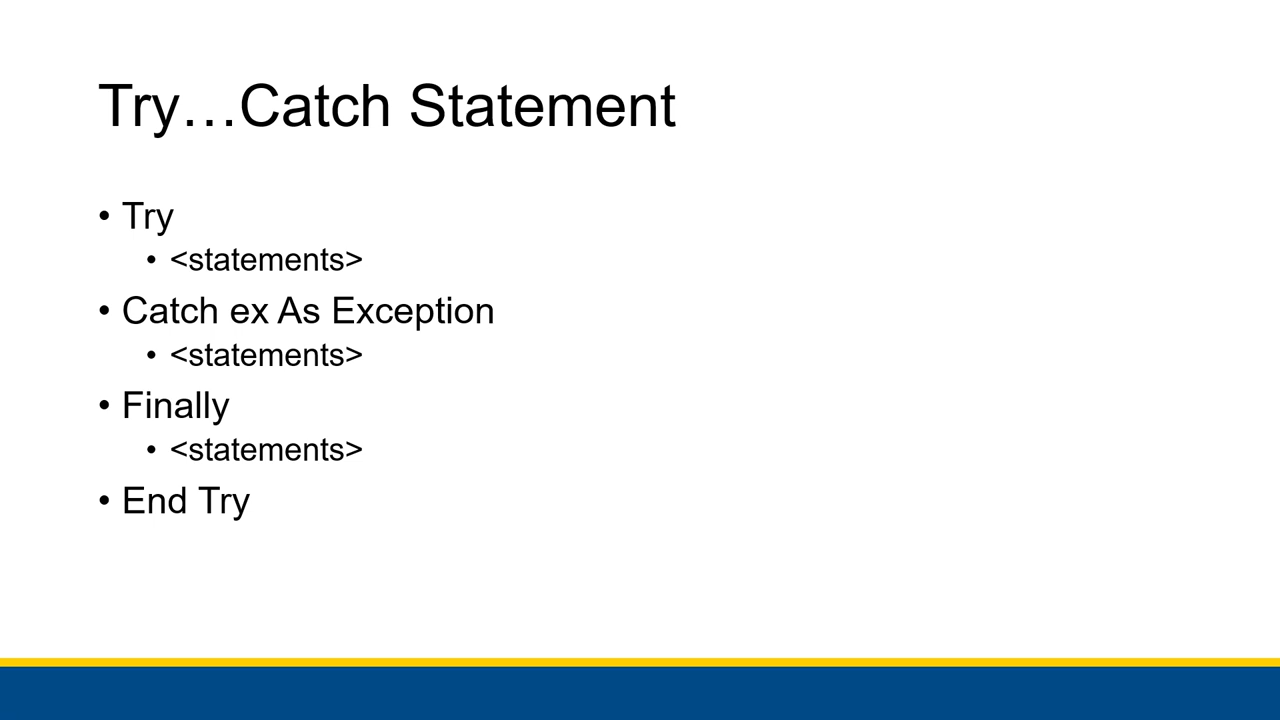 Try…Catch Statement
• Try
• <statements>
• Catch ex As Exception
• <statements>
• Finally
• <statements>
• End Try